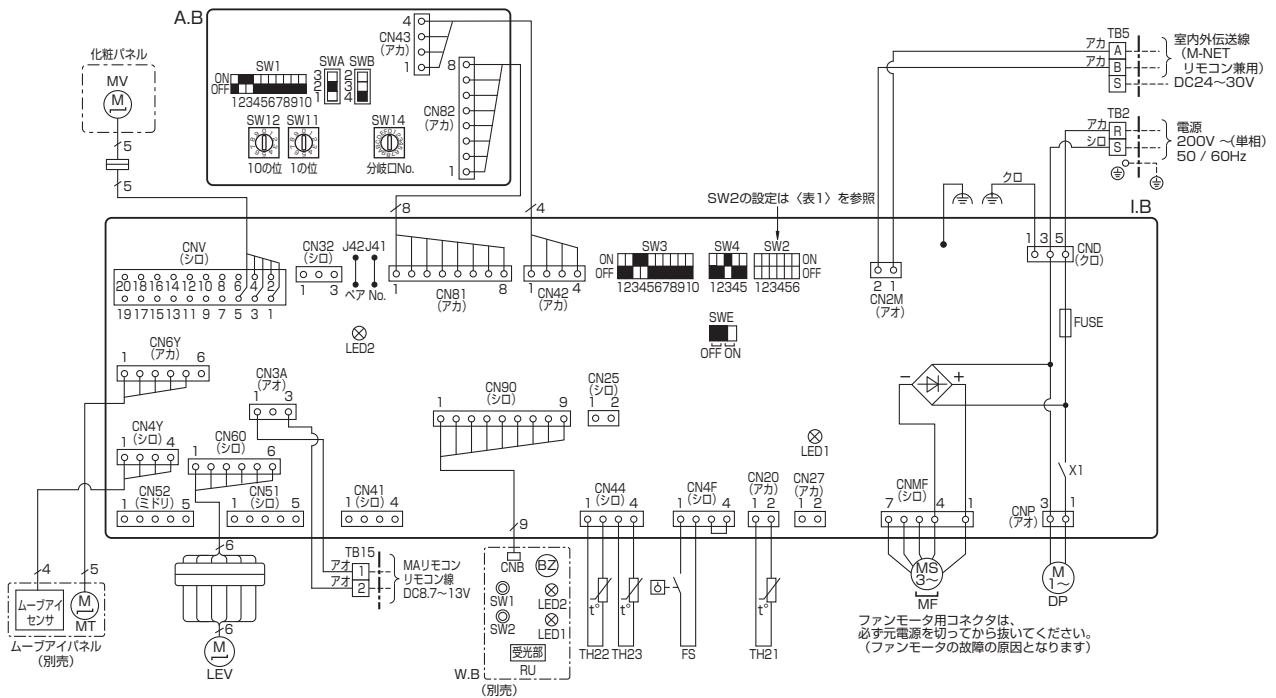 A.B
化粧パネル
MV
M
5
5
5
CN43
(アカ)
4
1
SW1
ON
OFF
12345678910
SWA
3
2
1
SWB
2
3
4
8
CN82
(アカ)
1
SW12
10の位
SW11
1の位
SW14
分岐口No.
8
4
TB5
アカ
A
アカ
B
S
室内外伝送線
(M-NET
リモコン兼用)
DC24~30V
TB2
アカ
R
シロ
S
電源
200V ~(単相)
50 / 60Hz
クロ
I.B
SW2の設定は〈表1〉を参照
CNV
(シロ)
20 18 16 14 12 10 8 6 4 2
19 17 15 13 11 9 7 5 3 1
CN32
(シロ)
1 3
J42 J41
ペア No.
LED2
1 8
CN81
(アカ)
1 4
CN42
(アカ)
SW3
ON
OFF
12345678910
SW4
12345
SW2
ON
OFF
123456
SWE
OFF ON
2 1
CN2M
(アオ)
1 3 5
CND
(クロ)
FUSE
CN6Y
(アカ)
1 6
CN3A
(アオ)
1 3
CN90
(シロ)
1 9
CN25
(シロ)
1 2
− +
LED1
X1
CN4Y
(シロ)
1 4
CN60
(シロ)
1 6
CN52
(ミドリ)
1 5
CN51
(シロ)
1 5
CN41
(シロ)
1 4
CN44
(シロ)
1 4
CN4F
(シロ)
1 4
CN20
(アカ)
1 2
CN27
(アカ)
1 2
CNMF
(シロ)
7 4 1
CNP
(アオ)
3 1
4
5
6
6
9
ムーブアイ
センサ
M
MT
ムーブアイパネル
(別売)
M
LEV
TB15
アオ
1
アオ
2
MAリモコン
リモコン線
DC8.7~13V
CNB
BZ
SW1
SW2
LED2
LED1
受光部
RU
W.B
(別売)
t°
t°
TH22 TH23
FS
t°
TH21
MS
3~
MF
M
1~
DP
ファンモータ用コネクタは、
必ず元電源を切ってから抜いてください。
(ファンモータの故障の原因となります)